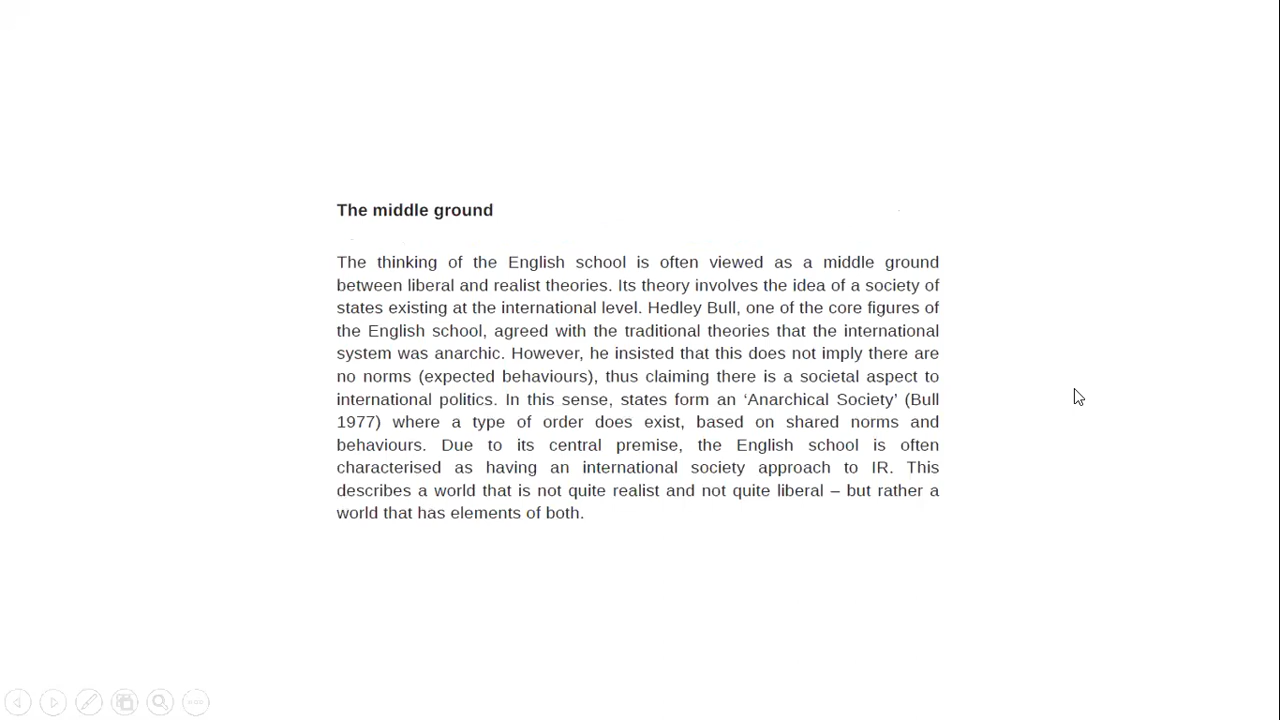 The middle ground
The thinking of the English school is often viewed as a middle ground
between liberal and realist theories. Its theory involves the idea of a society of
states existing at the international level. Hedley Bull, one of the core figures of
the English school, agreed with the traditional theories that the international
system was anarchic. However, he insisted that this does not imply there are
no norms (expected behaviours), thus claiming there is a societal aspect to
international politics. In this sense, states form an ‘Anarchical Society’ (Bull
1977) where a type of order does exist, based on shared norms and
behaviours. Due to its central premise, the English school is often
characterised as having an international society approach to IR. This
describes a world that is not quite realist and not quite liberal – but rather a
world that has elements of both.